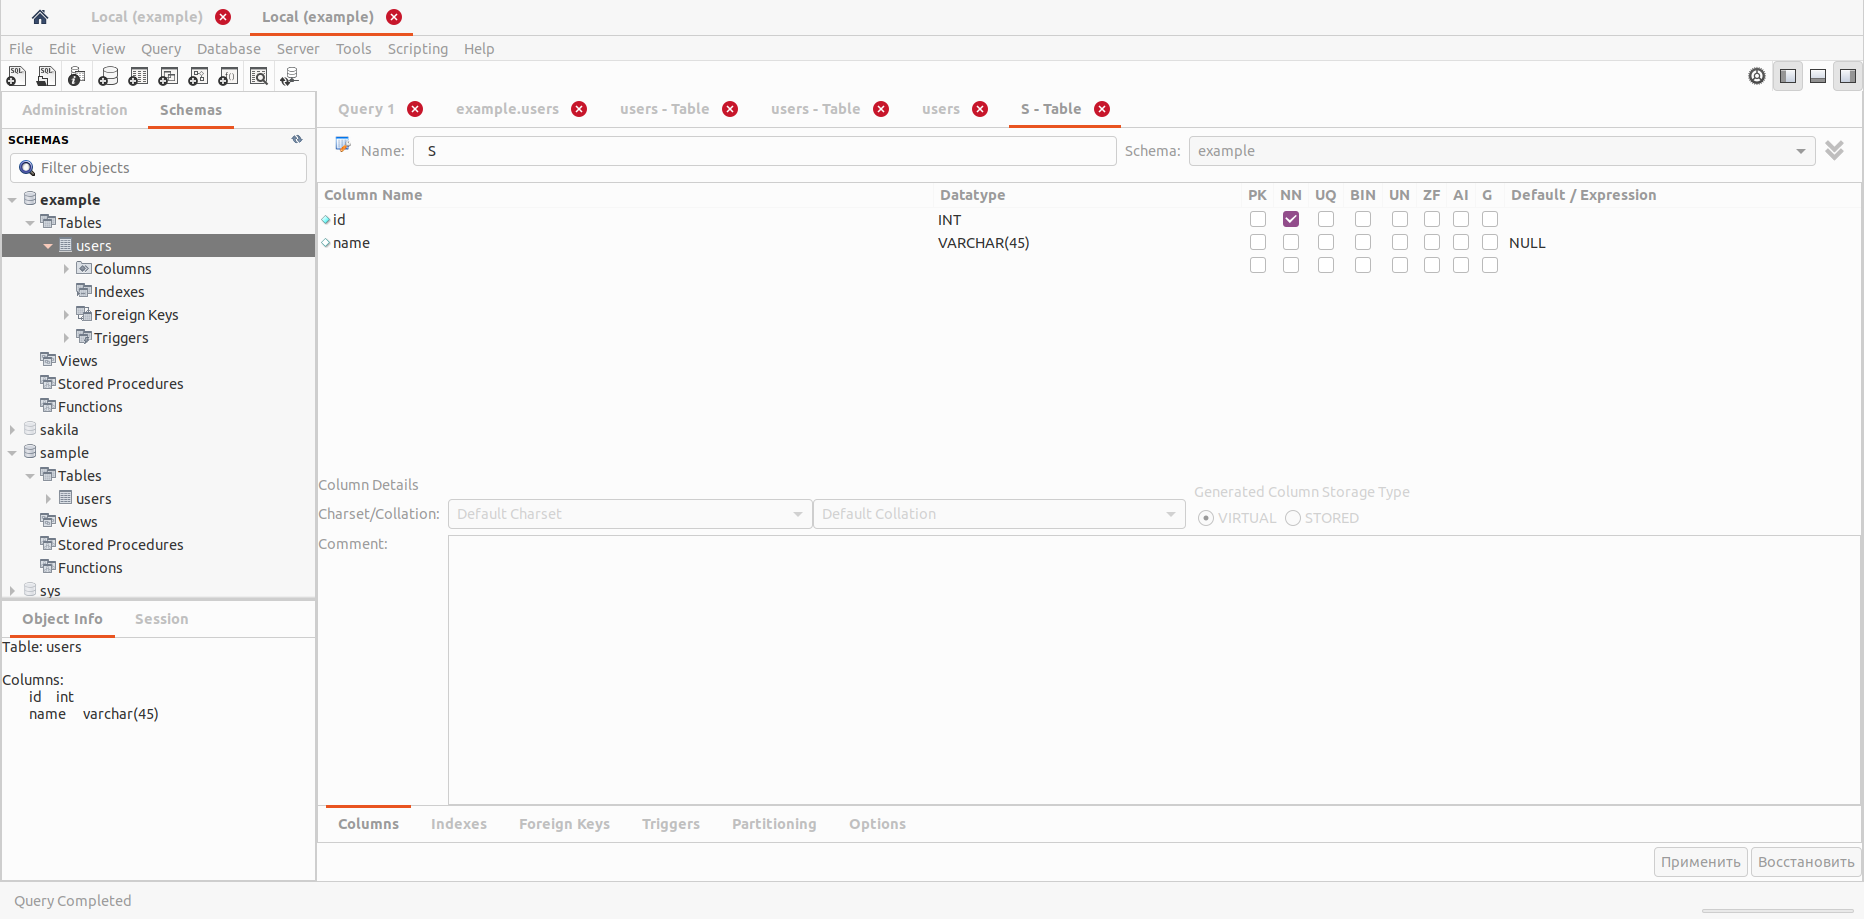 Local (example) Local (example)
File Edit View Query Database Server Tools Scripting Help
Administration Schemas
SCHEMAS
Filter objects
example
Tables
users
Columns
Indexes
Foreign Keys
Triggers
Views
Stored Procedures
Functions
sakila
sample
Tables
users
Views
Stored Procedures
Functions
sys
Object Info Session
Table: users
Columns:
id int
name varchar(45)
Query 1 example.users users - Table users - Table users S - Table
Name: S Schema: example
Column Name Datatype PK NN UQ BIN UN ZF AI G Default / Expression
id INT
name VARCHAR(45) NULL
Column Details
Generated Column Storage Type
Charset/Collation: Default Charset Default Collation VIRTUAL STORED
Comment:
Columns Indexes Foreign Keys Triggers Partitioning Options
Применить Восстановить
Query Completed